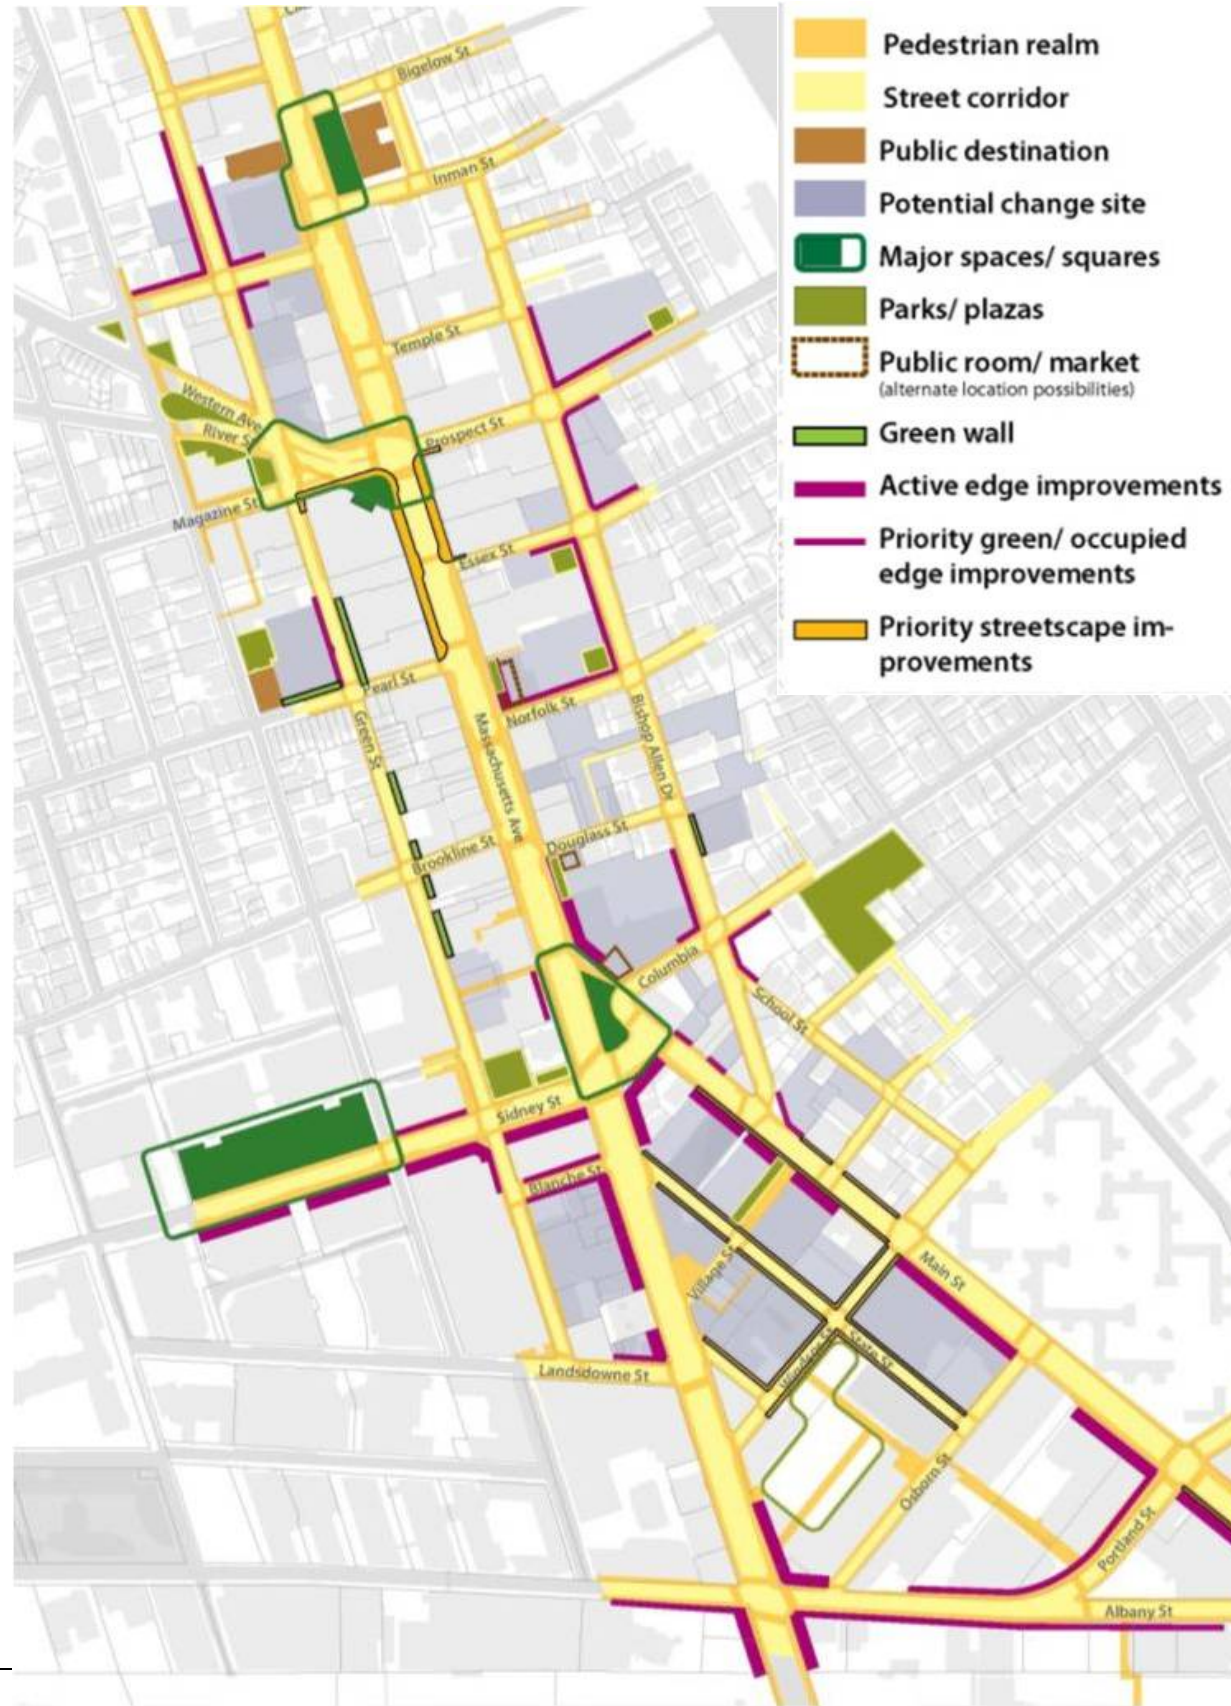 Pedestrian realm
Street corridor
Public destination
Potential change site
Major spaces/ squares
Parks/ plazas
Public room/ market
(alternate location possibilities)
Green wall
Active edge improvements
Priority green/ occupied
edge improvements
Priority streetscape im-
provements
Bigelow St
Inman St
Temple St
Western Ave
River S
Prospect St
Magazine St
Essex St
Pearl St
Norfolk St
Green St
Massachusetts Ave
Bishop Allen Dr
Douglass St
Brookline St
Columbia
School St
Sidney St
Blanche St
Village St
Main St
State St
Landsdowne St
Osborn St
Portland St
Albany St